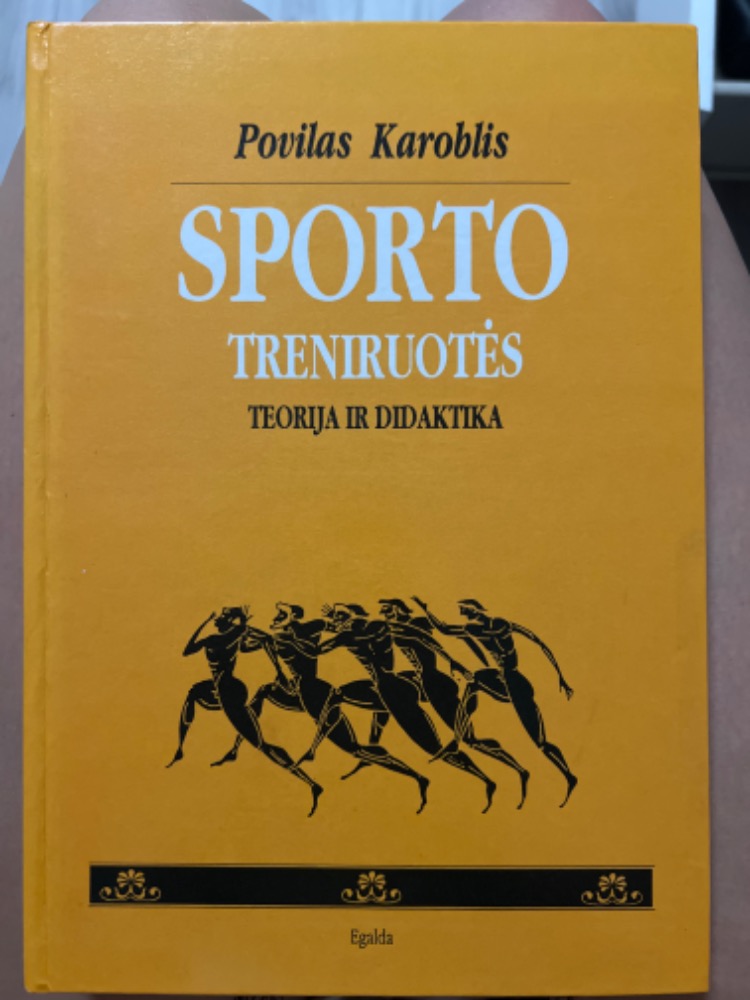 Povilas Karoblis
SPORTO
TRENIRUOTĖS
TEORIJA IR DIDAKTIKA
Egalda